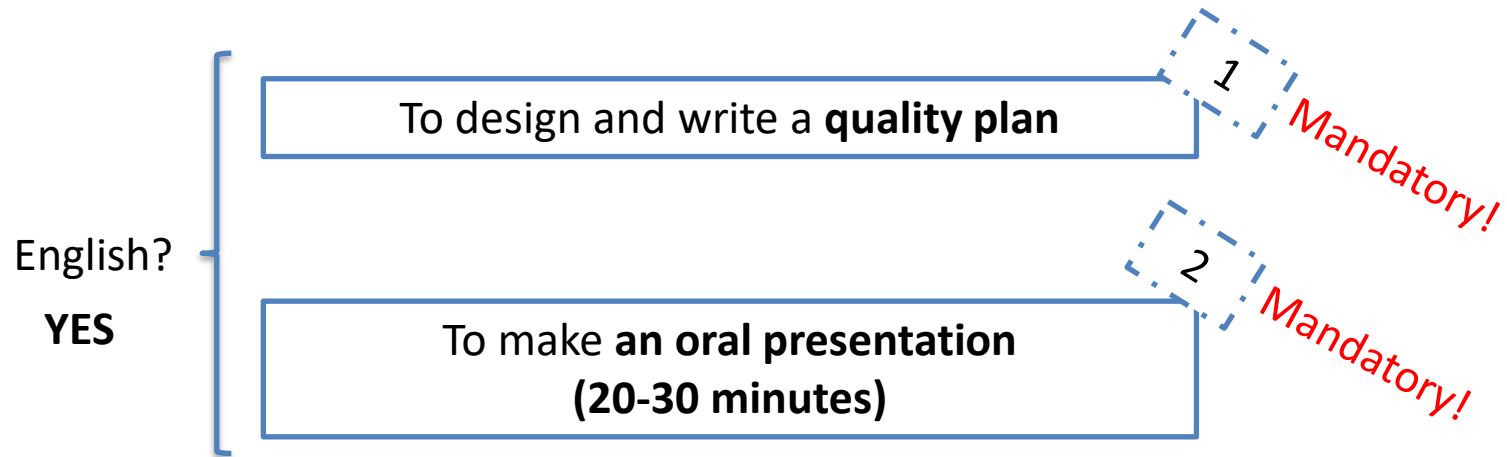 1
To design and write a quality plan
Mandatory!
English?
YES
2
To make an oral presentation
(20-30 minutes)
Mandatory!